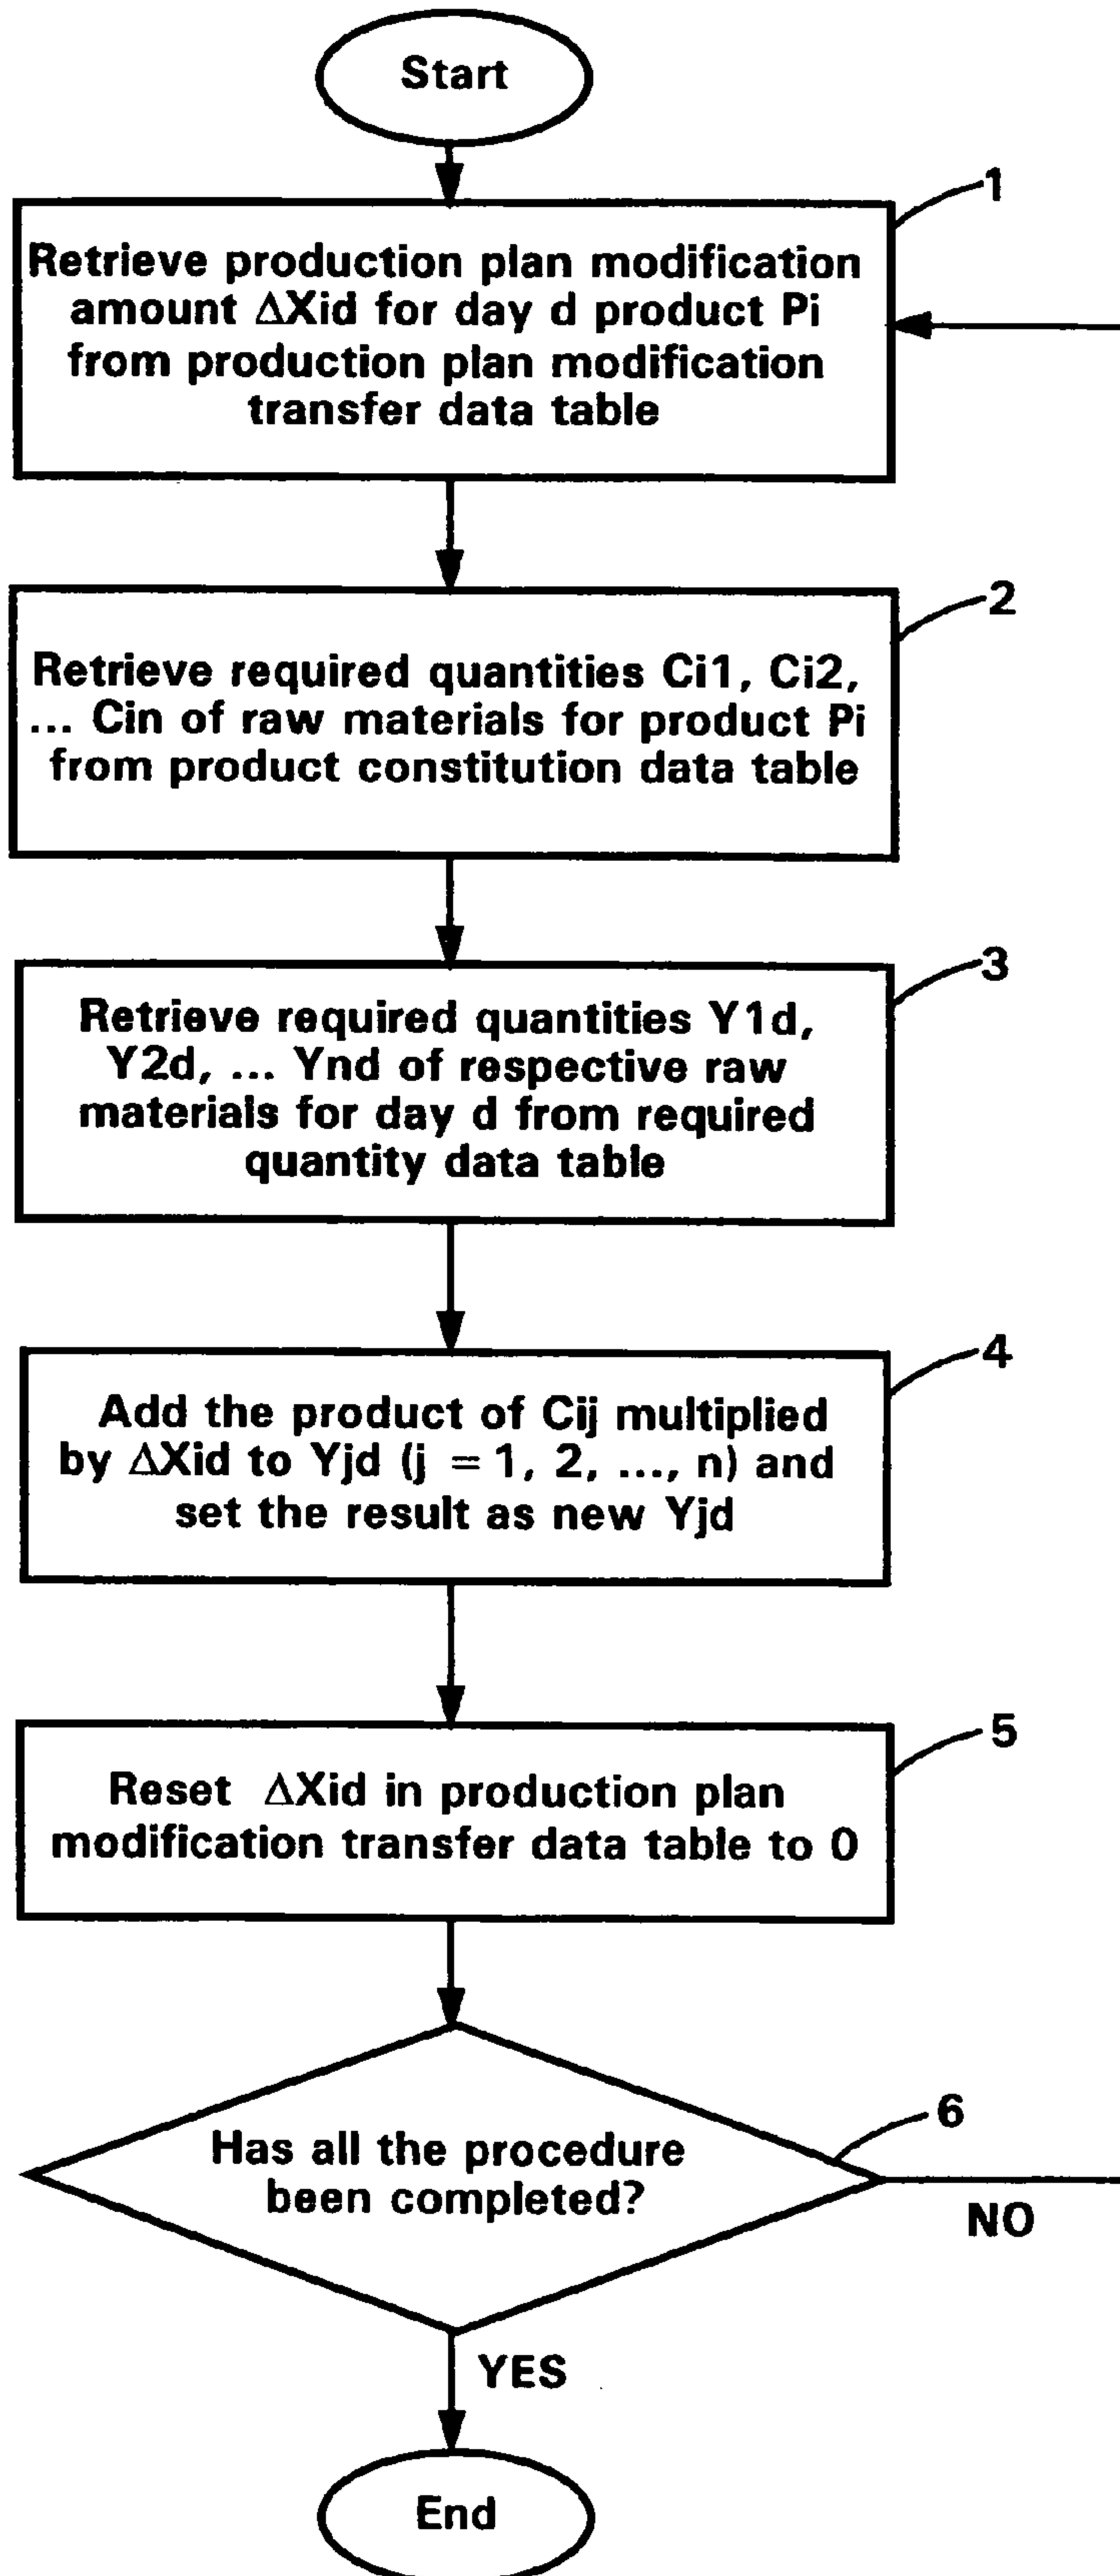 Start
1
Retrieve production plan modification
amount ΔXid for day d product Pi
from production plan modification
transfer data table
2
Retrieve required quantities Ci1, Ci2,
... Cin of raw materials for product Pi
from product constitution data table
3
Retrieve required quantities Y1d,
Y2d, ... Ynd of respective raw
materials for day d from required
quantity data table
4
Add the product of Cij multiplied
by ΔXid to Yjd (j = 1, 2, ..., n) and
set the result as new Yjd
5
Reset ΔXid in production plan
modification transfer data table to 0
6
Has all the procedure
been completed?
NO
YES
End